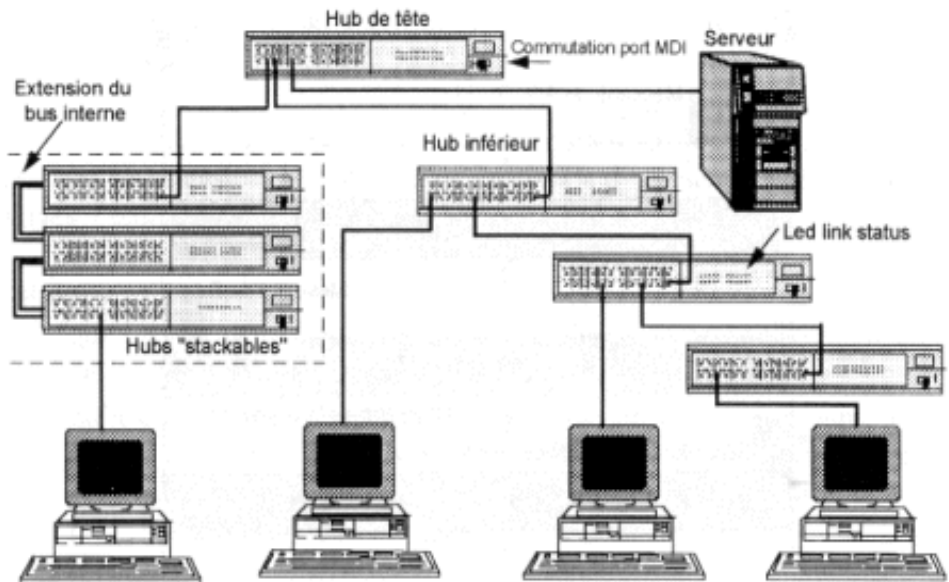 Hub de tête
Commutation port MDI
Serveur
Extension du
bus interne
Hub inférieur
Led link status
Hubs "stackables"